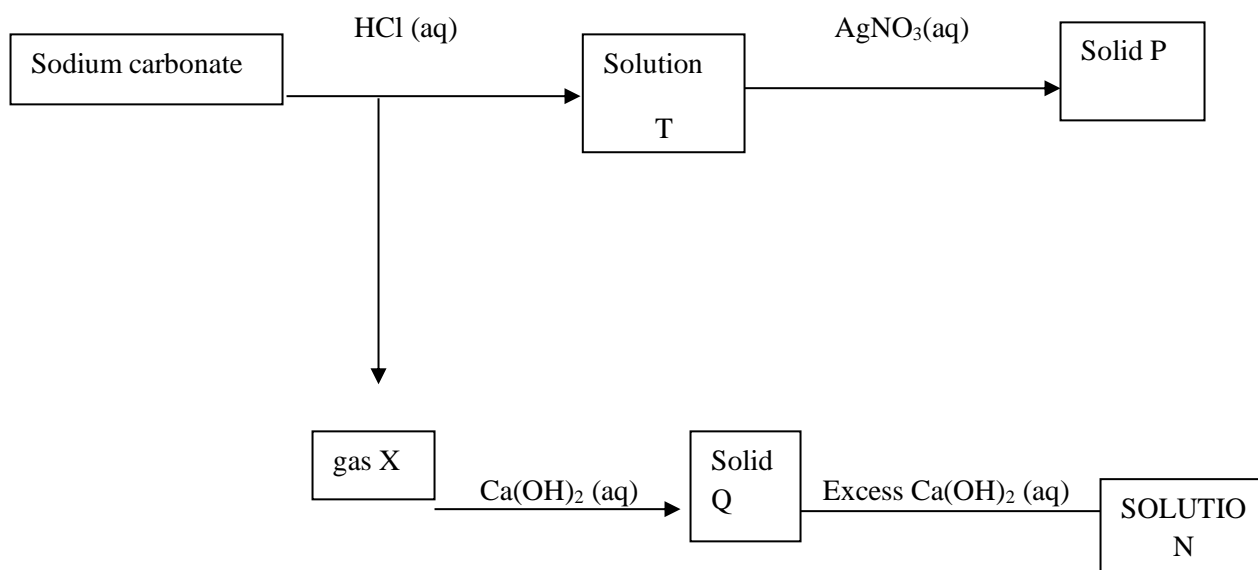 HCl (aq)
AgNO₃(aq)
Sodium carbonate
Solution
T
Solid P
gas X
Ca(OH)₂ (aq)
Solid
Q
Excess Ca(OH)₂ (aq)
SOLUTIO
N